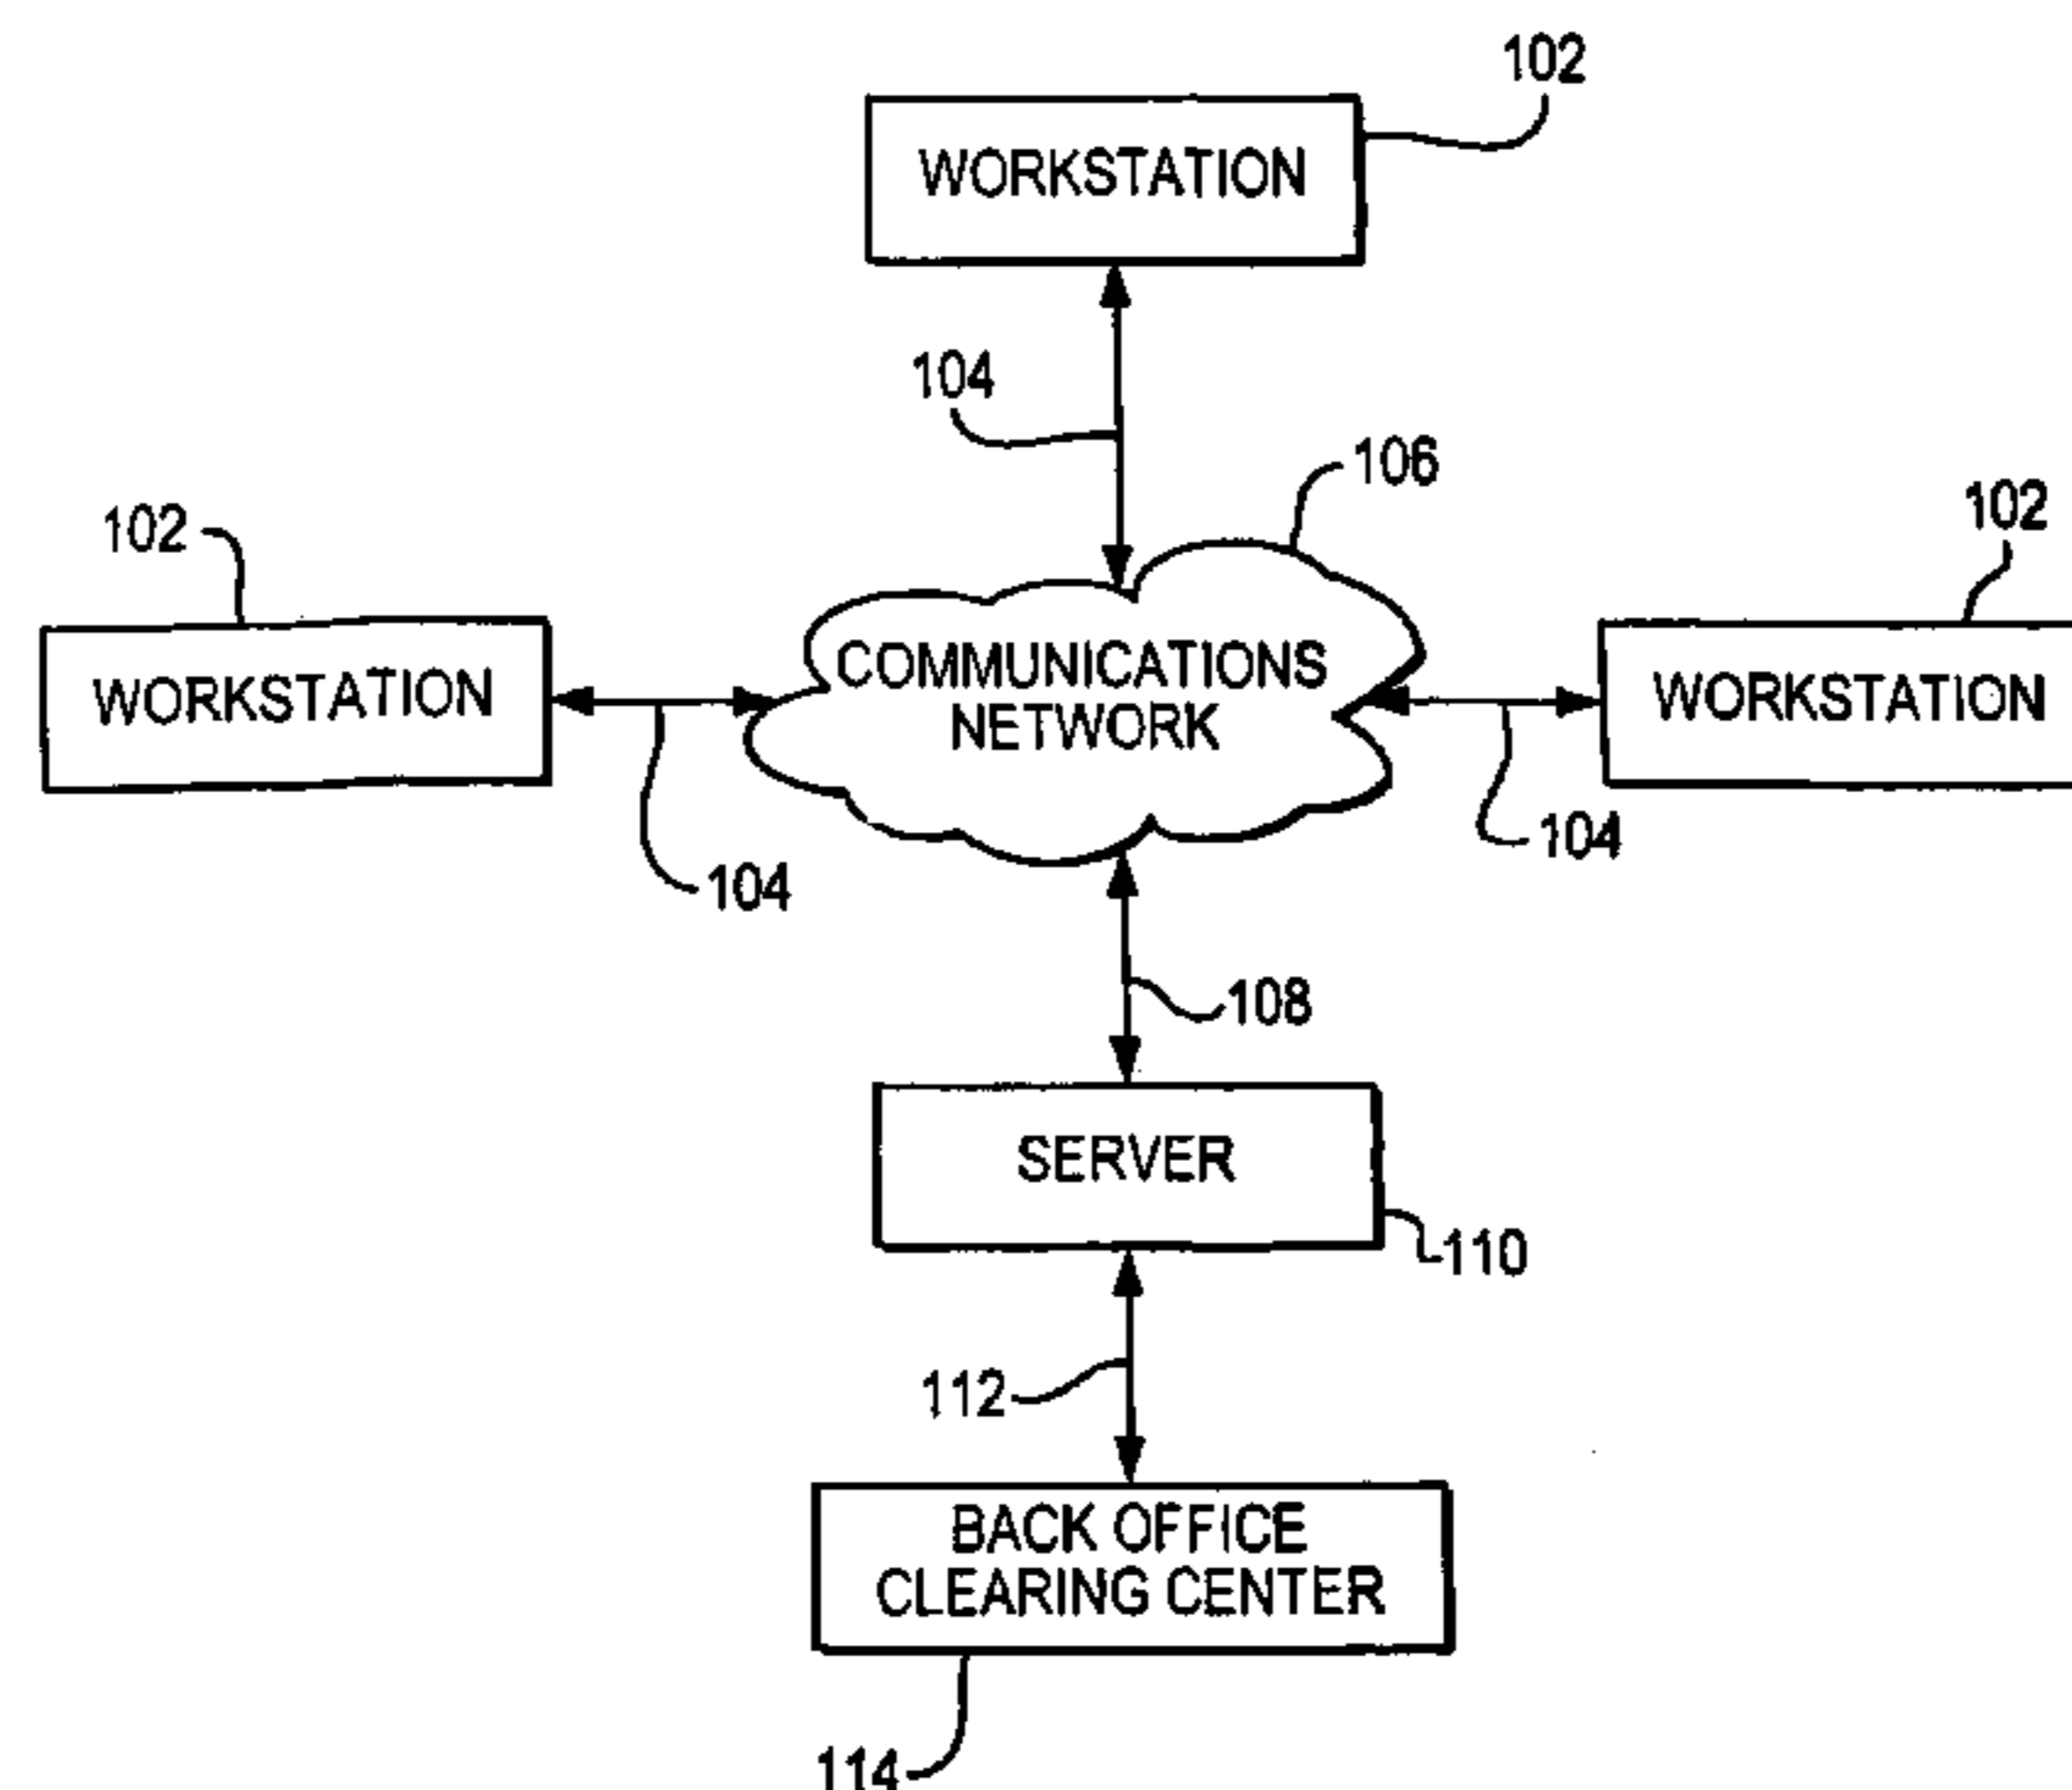 102
WORKSTATION
104
106
102
102
WORKSTATION
COMMUNICATIONS
NETWORK
WORKSTATION
104
104
108
SERVER
110
112
BACK OFFICE
CLEARING CENTER
114